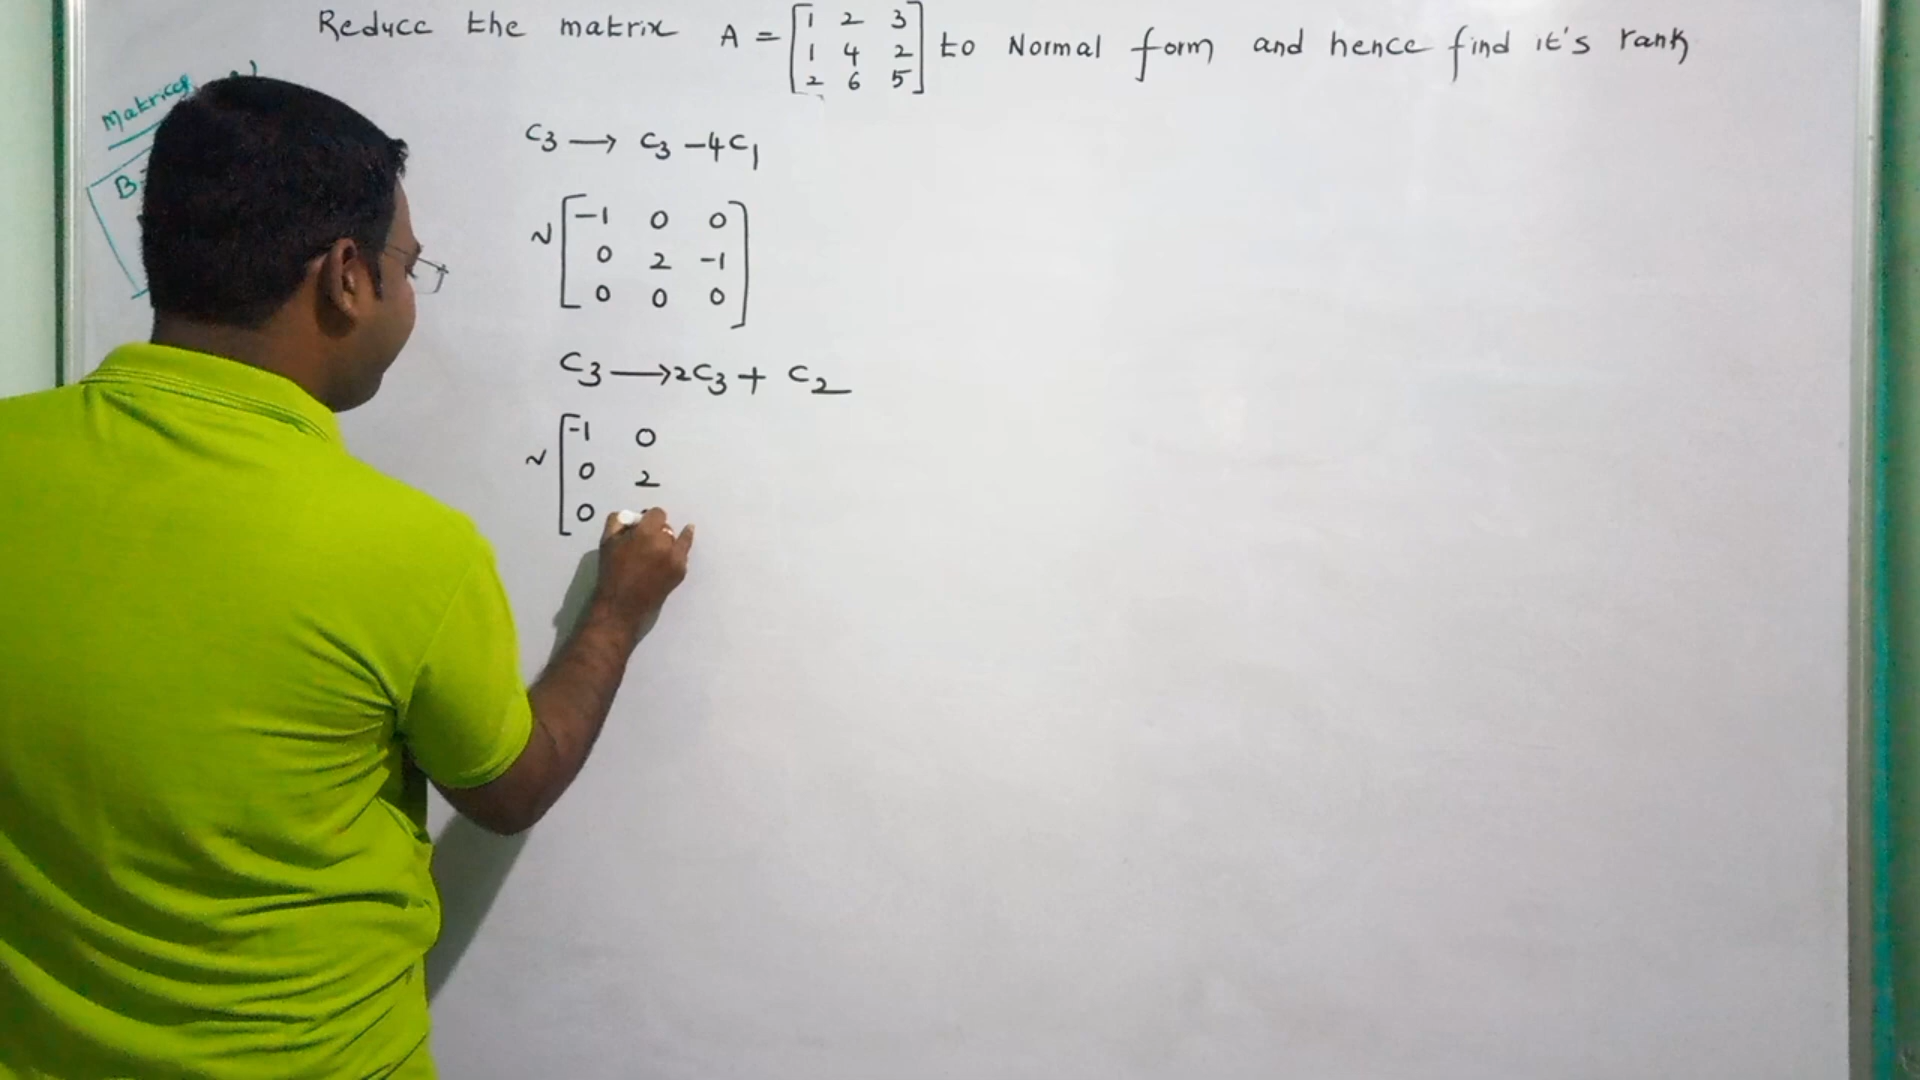 Reduce the matrix A = [1 2 3; 1 4 2; 2 6 5] to Normal form and hence find it's rank
Matrices
B
C3 → C3 -4C1
~ [-1 0 0
0 2 -1
0 0 0]
C3 → 2C3 + C2
~ [-1 0
0 2
0